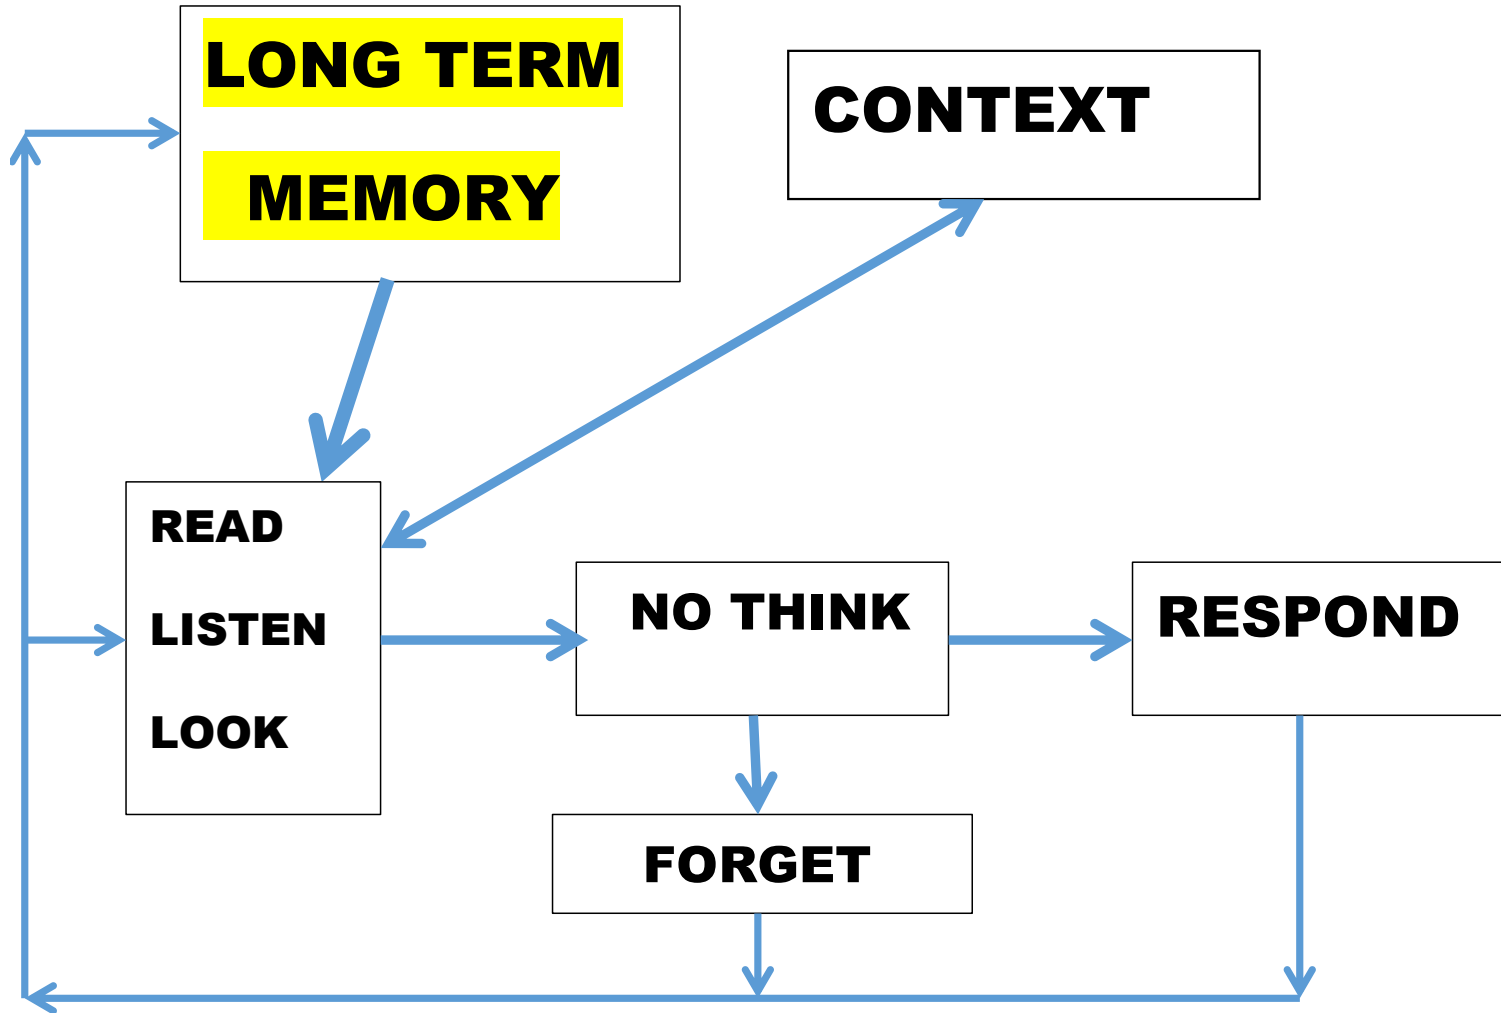 LONG TERM
MEMORY
CONTEXT
READ
LISTEN
LOOK
NO THINK
RESPOND
FORGET